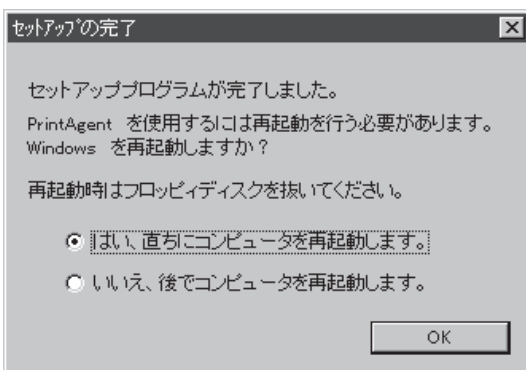 セットアップの完了
セットアッププログラムが完了しました。
PrintAgent を使用するには再起動を行う必要があります。
Windows を再起動しますか？
再起動時はフロッピィディスクを抜いてください。
はい、直ちにコンピュータを再起動します。
いいえ、後でコンピュータを再起動します。
OK